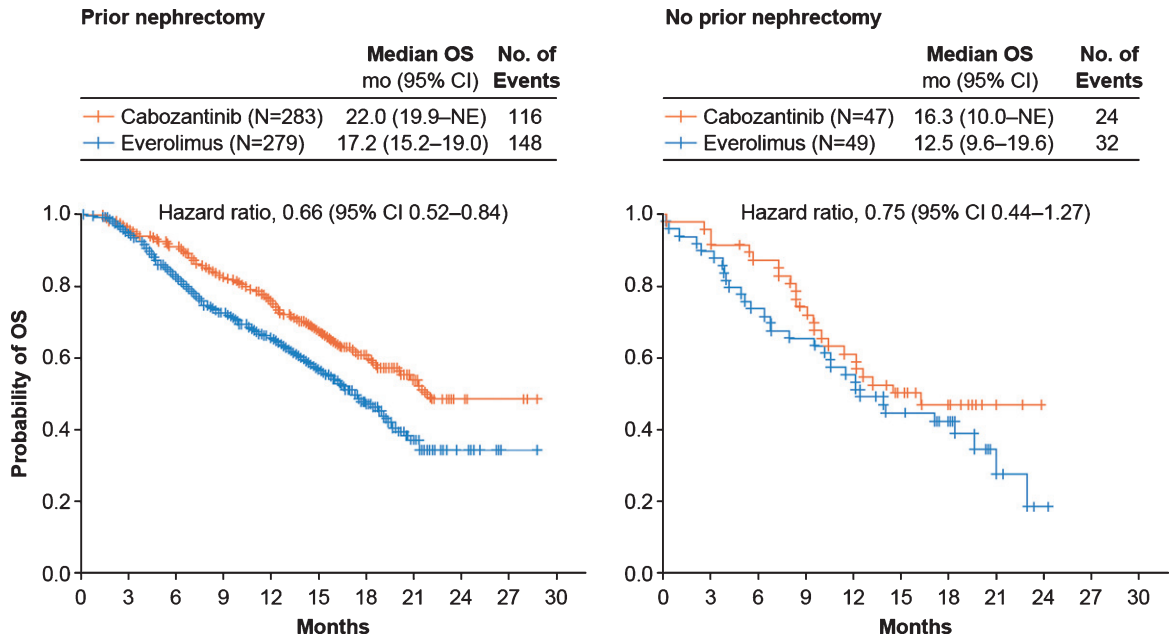 Prior nephrectomy
Median OS No. of
mo (95% CI) Events
Cabozantinib (N=283) 22.0 (19.9–NE) 116
Everolimus (N=279) 17.2 (15.2–19.0) 148
Hazard ratio, 0.66 (95% CI 0.52–0.84)
Probability of OS
1.0
0.8
0.6
0.4
0.2
0.0
0 3 6 9 12 15 18 21 24 27 30
Months
No prior nephrectomy
Median OS No. of
mo (95% CI) Events
Cabozantinib (N=47) 16.3 (10.0–NE) 24
Everolimus (N=49) 12.5 (9.6–19.6) 32
Hazard ratio, 0.75 (95% CI 0.44–1.27)
1.0
0.8
0.6
0.4
0.2
0.0
0 3 6 9 12 15 18 21 24 27 30
Months